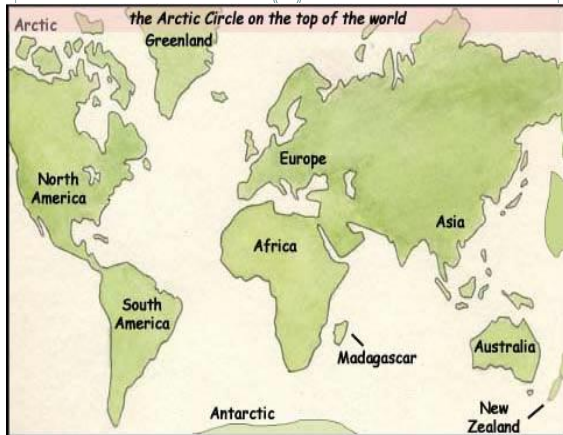 the Arctic Circle on the top of the world
Arctic
Greenland
Europe
North
America
Asia
Africa
South
America
Madagascar
Australia
Antarctic
New
Zealand